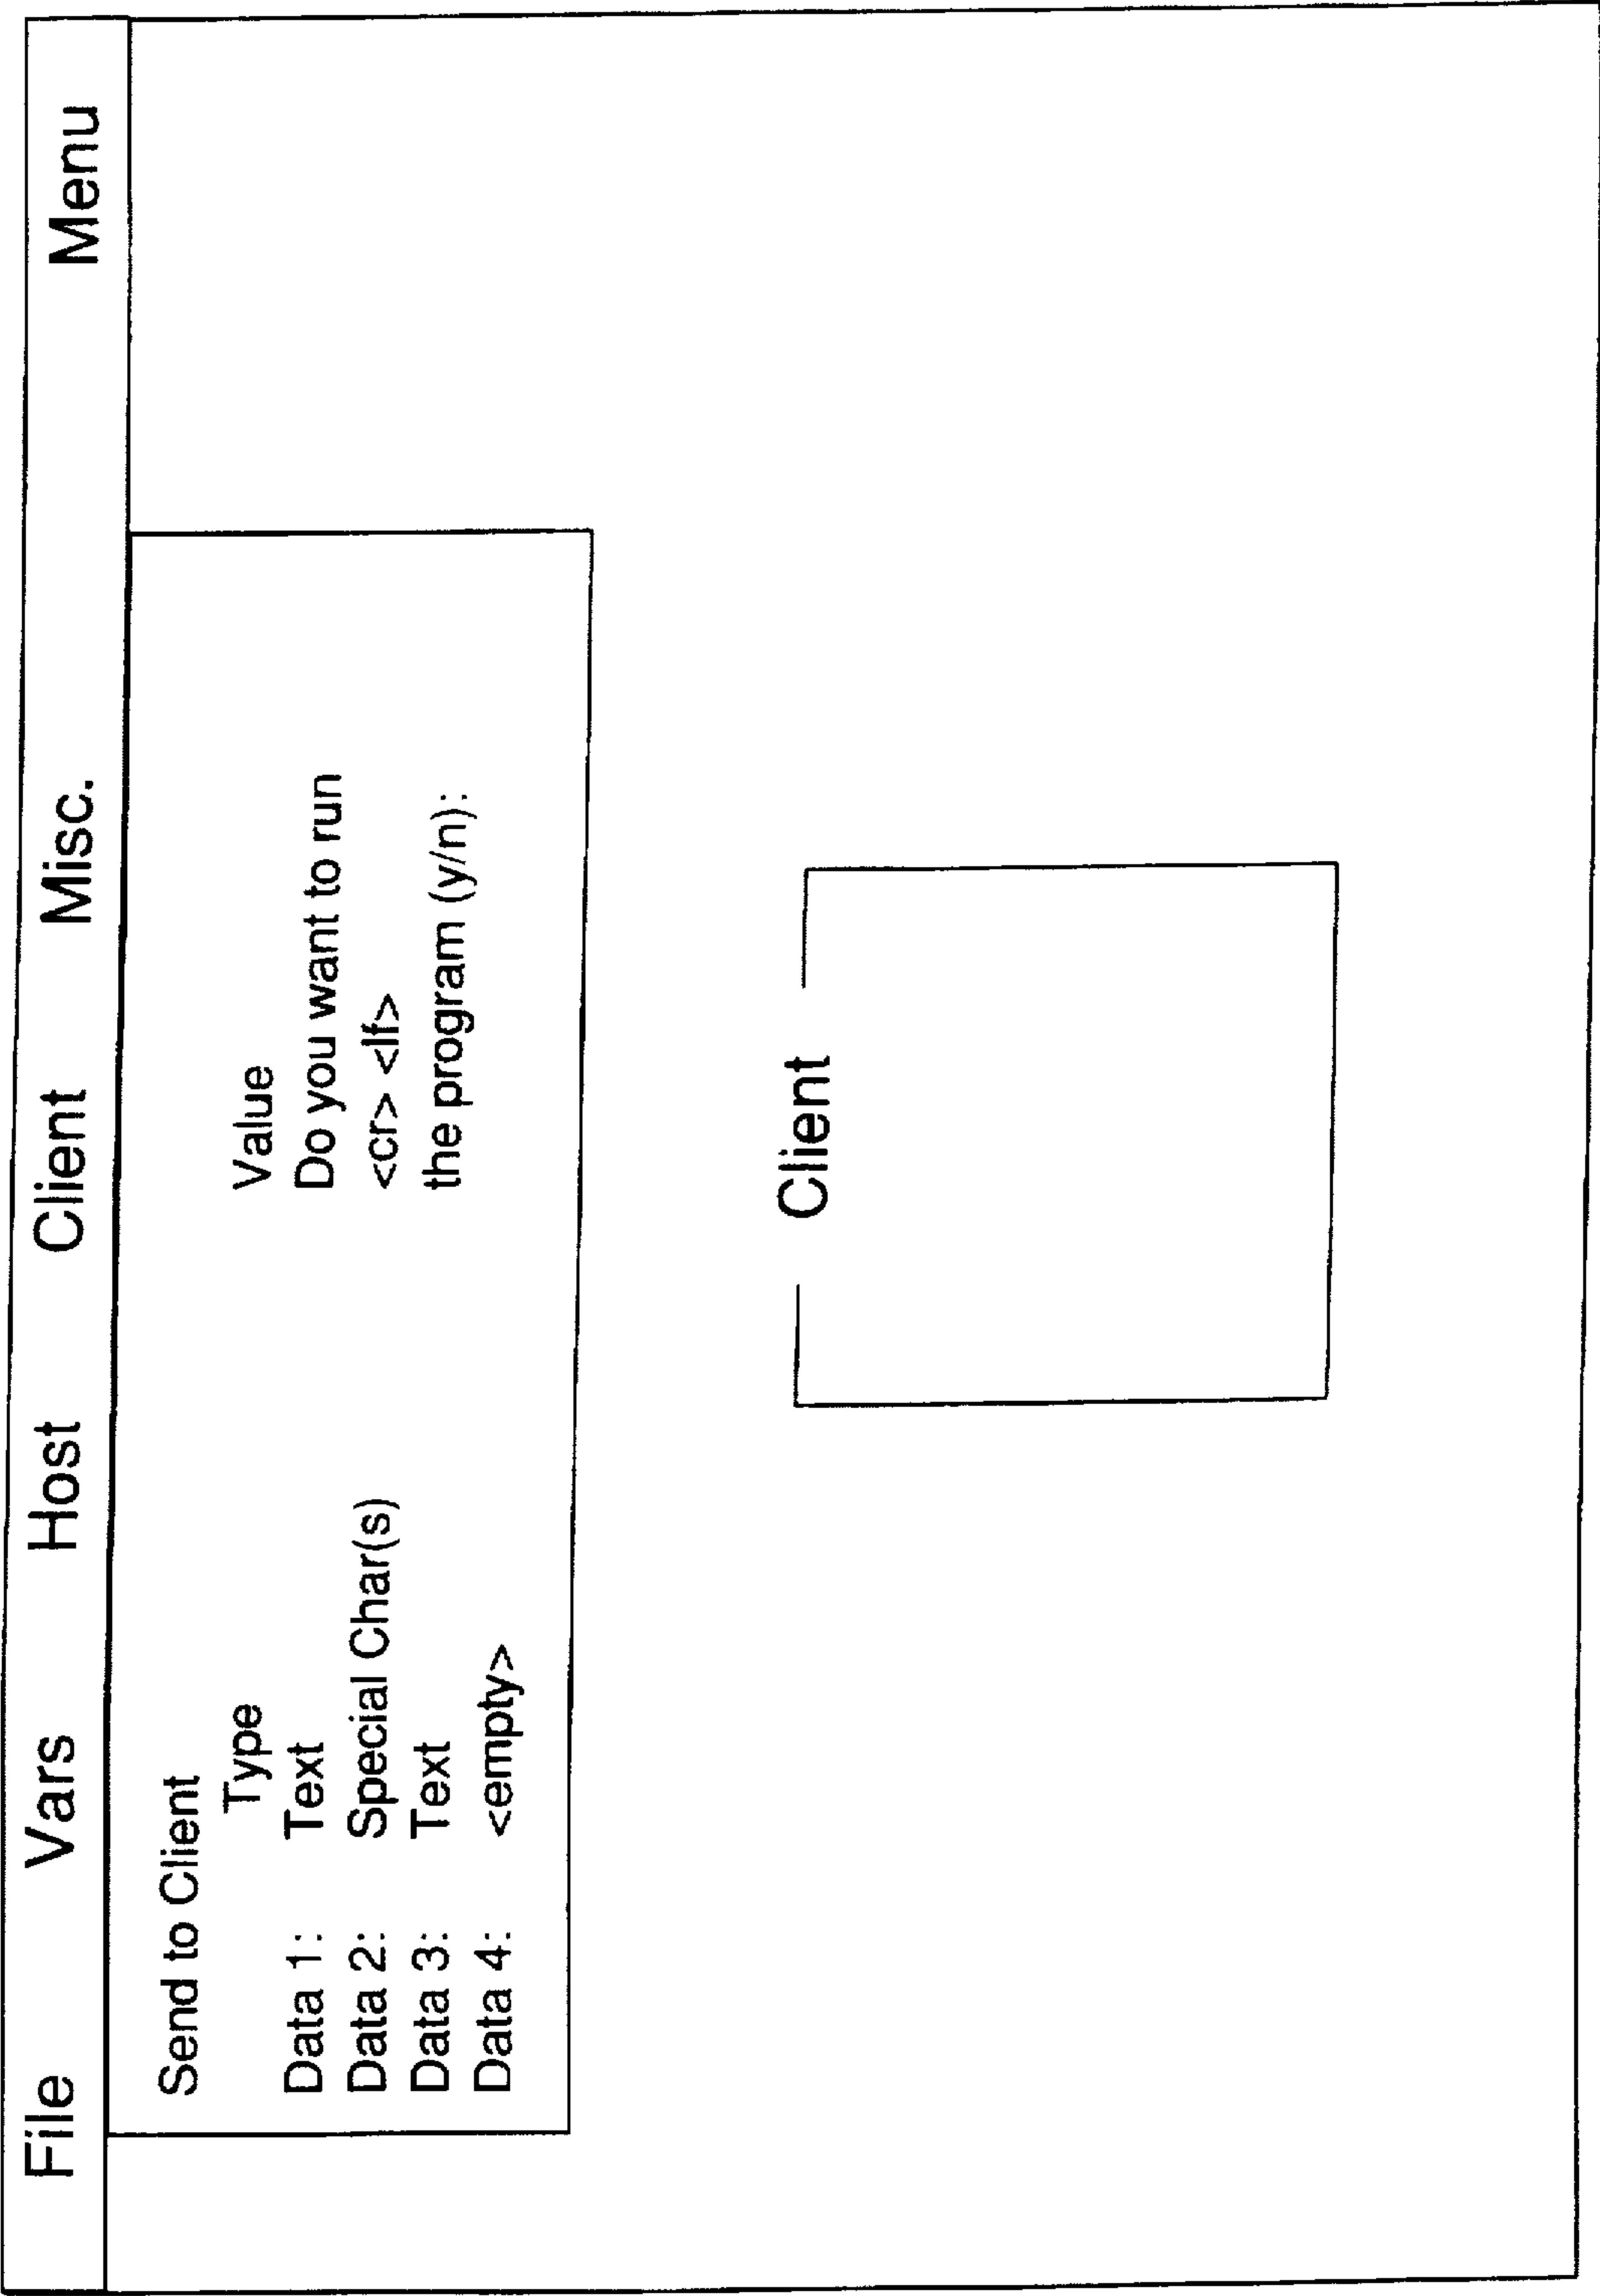 File Vars Host Client Misc. Menu
Send to Client
Type Value
Data 1: Text Do you want to run
Data 2: Special Char(s) <cr> <lf>
Data 3: Text the program (y/n):
Data 4: <empty>
Client